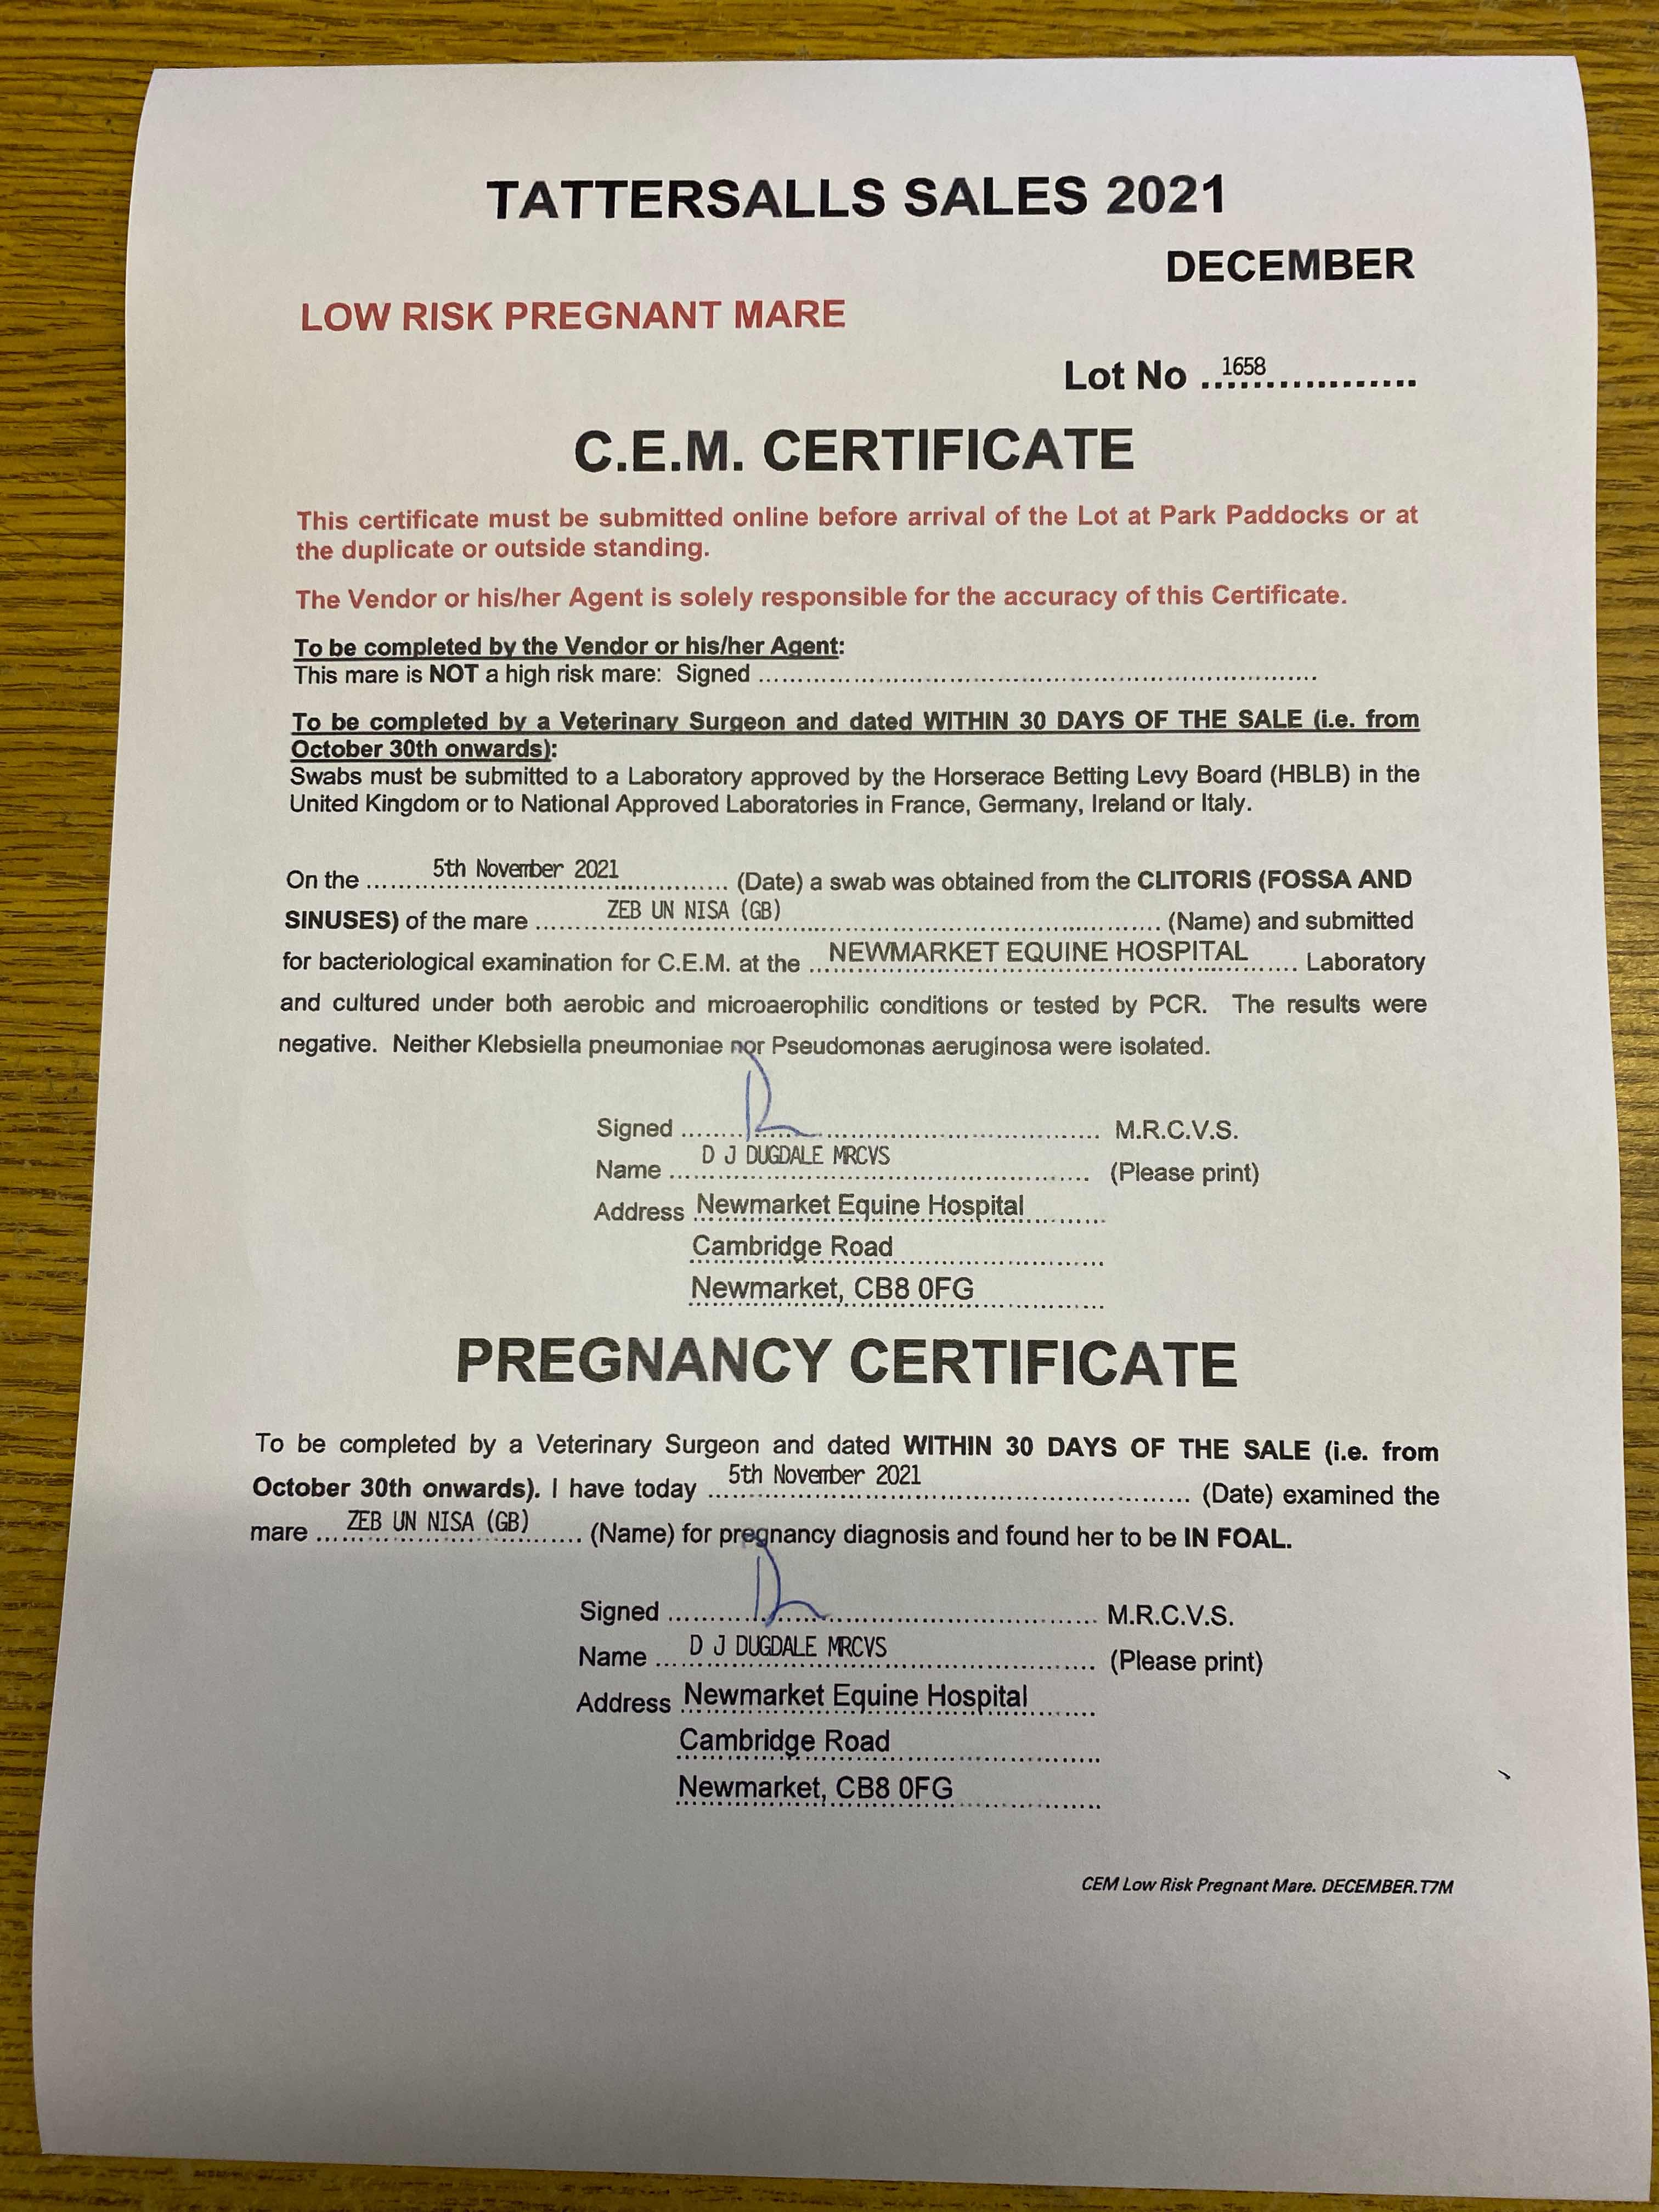 TATTERSALLS SALES 2021
DECEMBER
LOW RISK PREGNANT MARE
Lot No 1658
C.E.M. CERTIFICATE
This certificate must be submitted online before arrival of the Lot at Park Paddocks or at
the duplicate or outside standing.
The Vendor or his/her Agent is solely responsible for the accuracy of this Certificate.
To be completed by the Vendor or his/her Agent:
This mare is NOT a high risk mare: Signed
To be completed by a Veterinary Surgeon and dated WITHIN 30 DAYS OF THE SALE (i.e. from
October 30th onwards):
Swabs must be submitted to a Laboratory approved by the Horserace Betting Levy Board (HBLB) in the
United Kingdom or to National Approved Laboratories in France, Germany, Ireland or Italy.
On the 5th November 2021 (Date) a swab was obtained from the CLITORIS (FOSSA AND
SINUSES) of the mare ZEB UN NISA (GB) (Name) and submitted
for bacteriological examination for C.E.M. at the NEWMARKET EQUINE HOSPITAL Laboratory
and cultured under both aerobic and microaerophilic conditions or tested by PCR. The results were
negative. Neither Klebsiella pneumoniae nor Pseudomonas aeruginosa were isolated.
Signed M.R.C.V.S.
Name D J DUGDALE MRCVS (Please print)
Address Newmarket Equine Hospital
Cambridge Road
Newmarket, CB8 0FG
PREGNANCY CERTIFICATE
To be completed by a Veterinary Surgeon and dated WITHIN 30 DAYS OF THE SALE (i.e. from
October 30th onwards). I have today 5th November 2021 (Date) examined the
mare ZEB UN NISA (GB) (Name) for pregnancy diagnosis and found her to be IN FOAL.
Signed M.R.C.V.S.
Name D J DUGDALE MRCVS (Please print)
Address Newmarket Equine Hospital
Cambridge Road
Newmarket, CB8 0FG
CEM Low Risk Pregnant Mare. DECEMBER.T7M